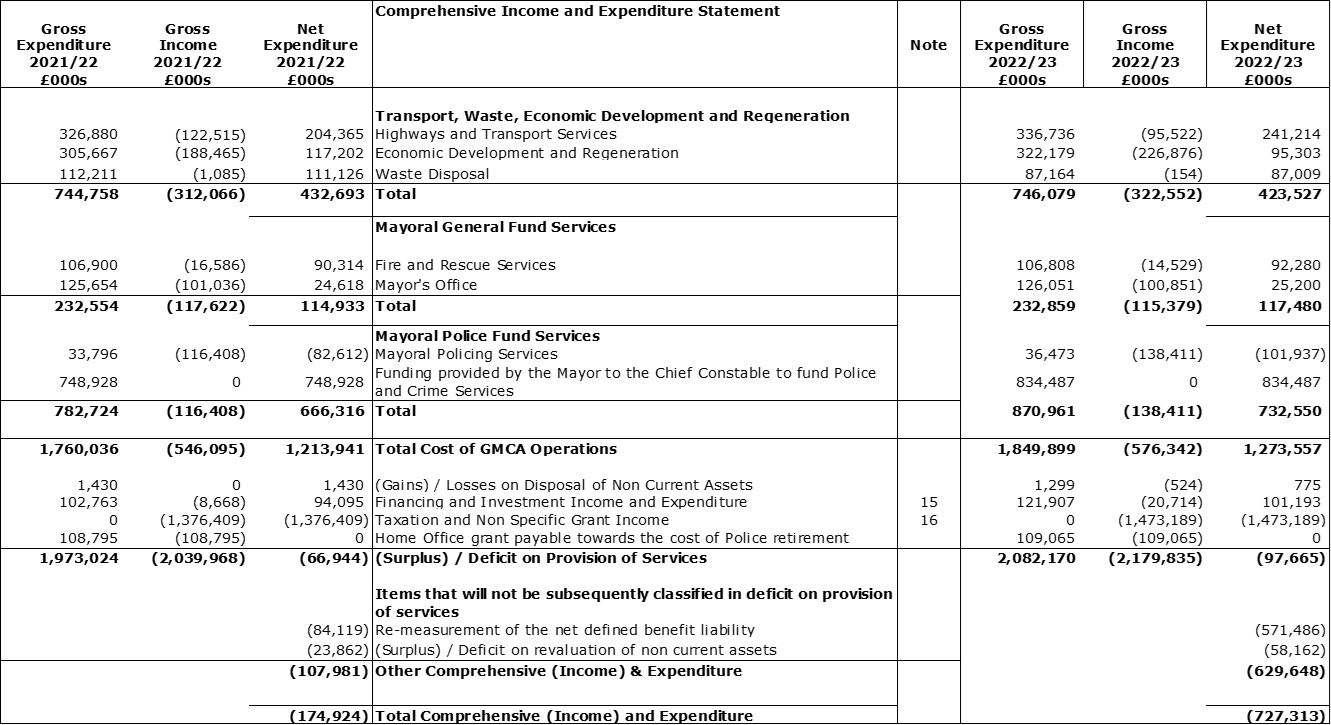 Comprehensive Income and Expenditure Statement
Gross Expenditure 2021/22 £000s Gross Income 2021/22 £000s Net Expenditure 2021/22 £000s Note Gross Expenditure 2022/23 £000s Gross Income 2022/23 £000s Net Expenditure 2022/23 £000s
Transport, Waste, Economic Development and Regeneration
326,880 (122,515) 204,365 Highways and Transport Services 336,736 (95,522) 241,214
305,667 (188,465) 117,202 Economic Development and Regeneration 322,179 (226,876) 95,303
112,211 (1,085) 111,126 Waste Disposal 87,164 (154) 87,009
744,758 (312,066) 432,693 Total 746,079 (322,552) 423,527
Mayoral General Fund Services
106,900 (16,586) 90,314 Fire and Rescue Services 106,808 (14,529) 92,280
125,654 (101,036) 24,618 Mayor's Office 126,051 (100,851) 25,200
232,554 (117,622) 114,933 Total 232,859 (115,379) 117,480
Mayoral Police Fund Services
33,796 (116,408) (82,612) Mayoral Policing Services 36,473 (138,411) (101,937)
748,928 0 748,928 Funding provided by the Mayor to the Chief Constable to fund Police and Crime Services 834,487 0 834,487
782,724 (116,408) 666,316 Total 870,961 (138,411) 732,550
1,760,036 (546,095) 1,213,941 Total Cost of GMCA Operations 1,849,899 (576,342) 1,273,557
1,430 0 1,430 (Gains) / Losses on Disposal of Non Current Assets 1,299 (524) 775
102,763 (8,668) 94,095 Financing and Investment Income and Expenditure 15 121,907 (20,714) 101,193
0 (1,376,409) (1,376,409) Taxation and Non Specific Grant Income 16 0 (1,473,189) (1,473,189)
108,795 (108,795) 0 Home Office grant payable towards the cost of Police retirement 109,065 (109,065) 0
1,973,024 (2,039,968) (66,944) (Surplus) / Deficit on Provision of Services 2,082,170 (2,179,835) (97,665)
Items that will not be subsequently classified in deficit on provision
of services
(84,119) Re-measurement of the net defined benefit liability (571,486)
(23,862) (Surplus) / Deficit on revaluation of non current assets (58,162)
(107,981) Other Comprehensive (Income) & Expenditure (629,648)
(174,924) Total Comprehensive (Income) and Expenditure (727,313)